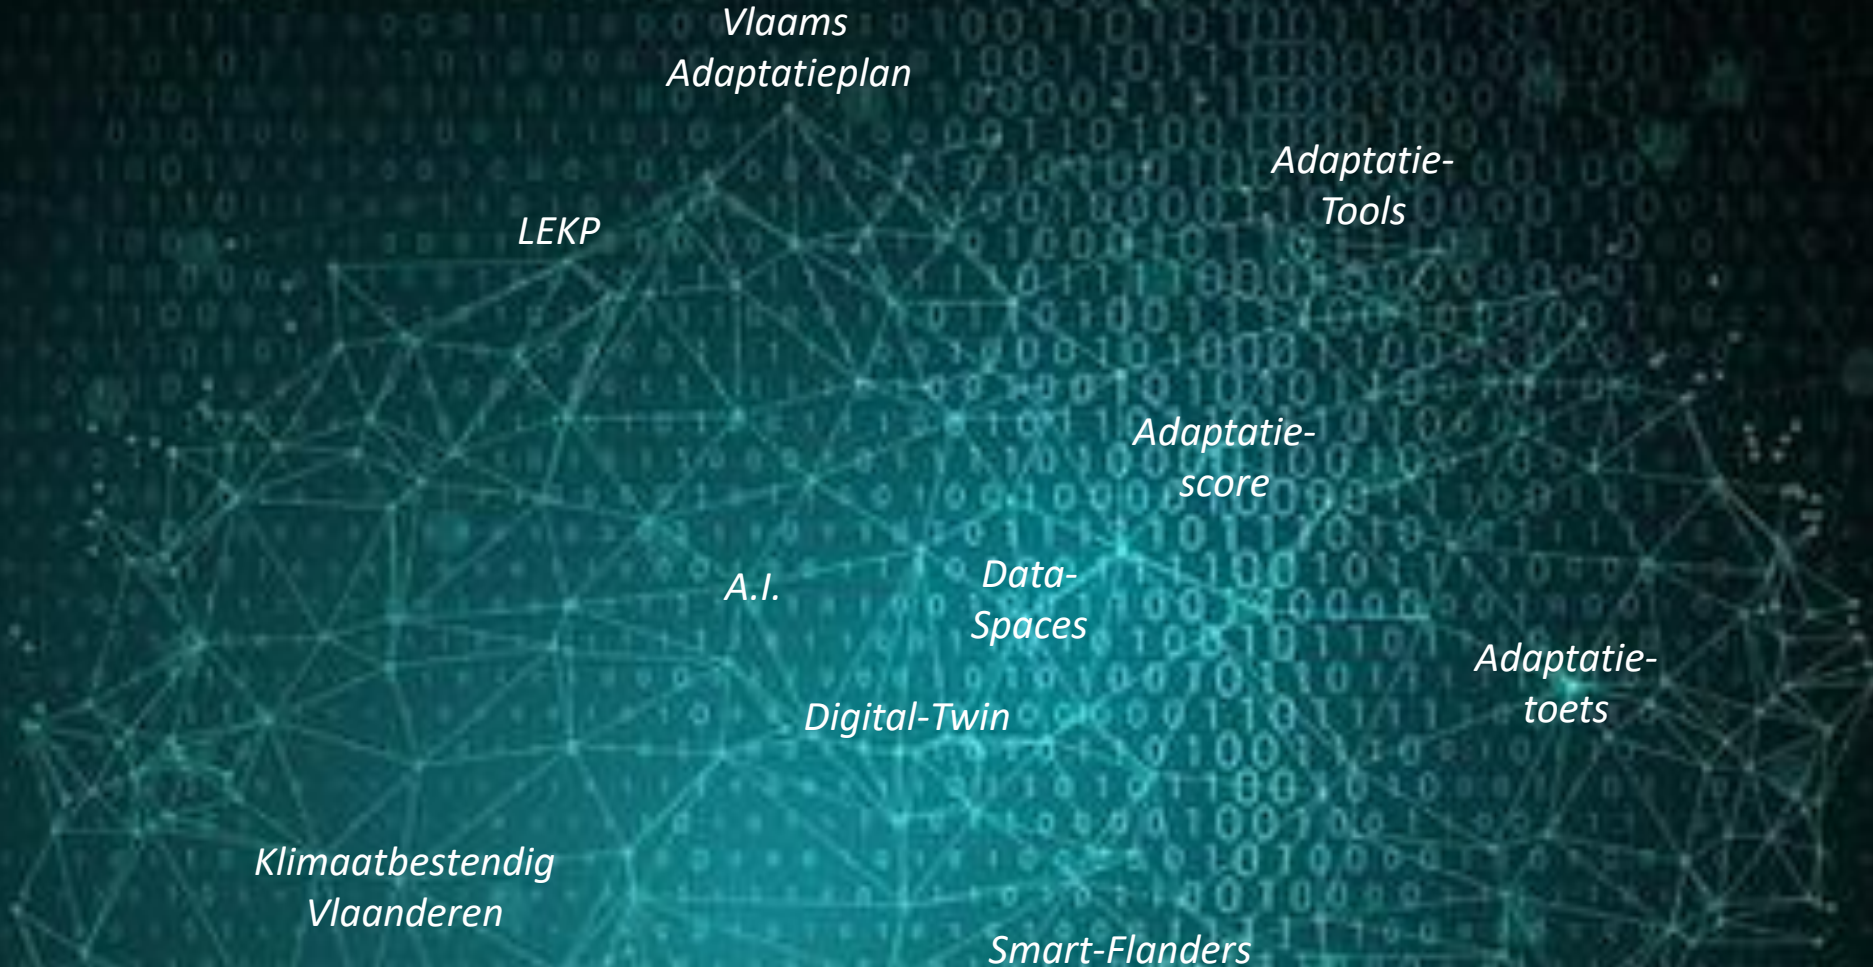 Vlaams
Adaptatieplan
Adaptatie-
Tools
LEKP
Adaptatie-
score
A.I.
Data-
Spaces
Adaptatie-
toets
Digital-Twin
Klimaatbestendig
Vlaanderen
Smart-Flanders